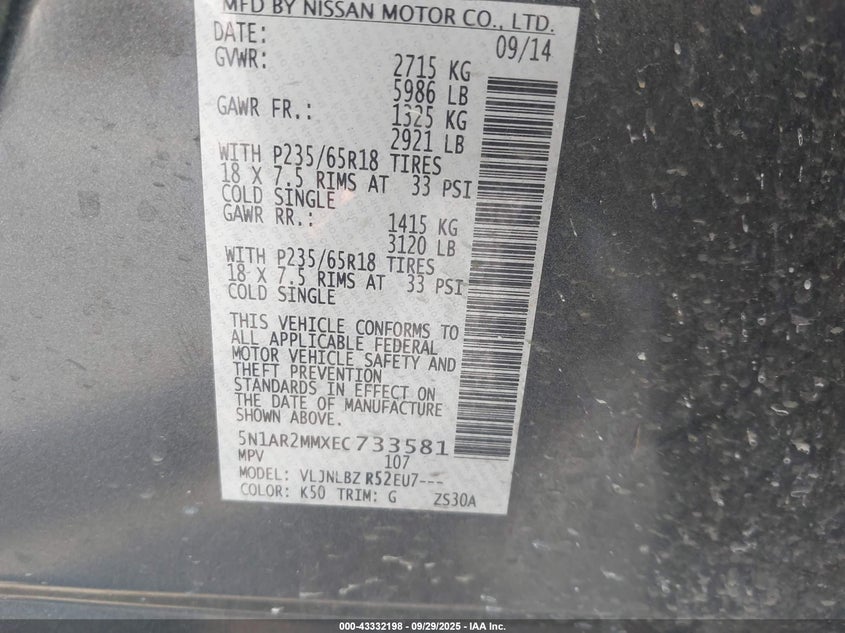 MFD BY NISSAN MOTOR CO., LTD.
DATE: 09/14
GVWR: 2715 KG
5986 LB
GAWR FR.: 1325 KG
2921 LB
WITH P235/65R18 TIRES
18 X 7.5 RIMS AT 33 PSI
COLD SINGLE
GAWR RR.: 1415 KG
3120 LB
WITH P235/65R18 TIRES
18 X 7.5 RIMS AT 33 PSI
COLD SINGLE
THIS VEHICLE CONFORMS TO
ALL APPLICABLE FEDERAL
MOTOR VEHICLE SAFETY AND
THEFT PREVENTION
STANDARDS IN EFFECT ON
THE DATE OF MANUFACTURE
SHOWN ABOVE.
5N1AR2MMXEC733581
MPV 107
MODEL: VLJNLBZ R52EU7---
COLOR: K50 TRIM: G ZS30A
000-43332198 - 09/29/2025 - IAA Inc.